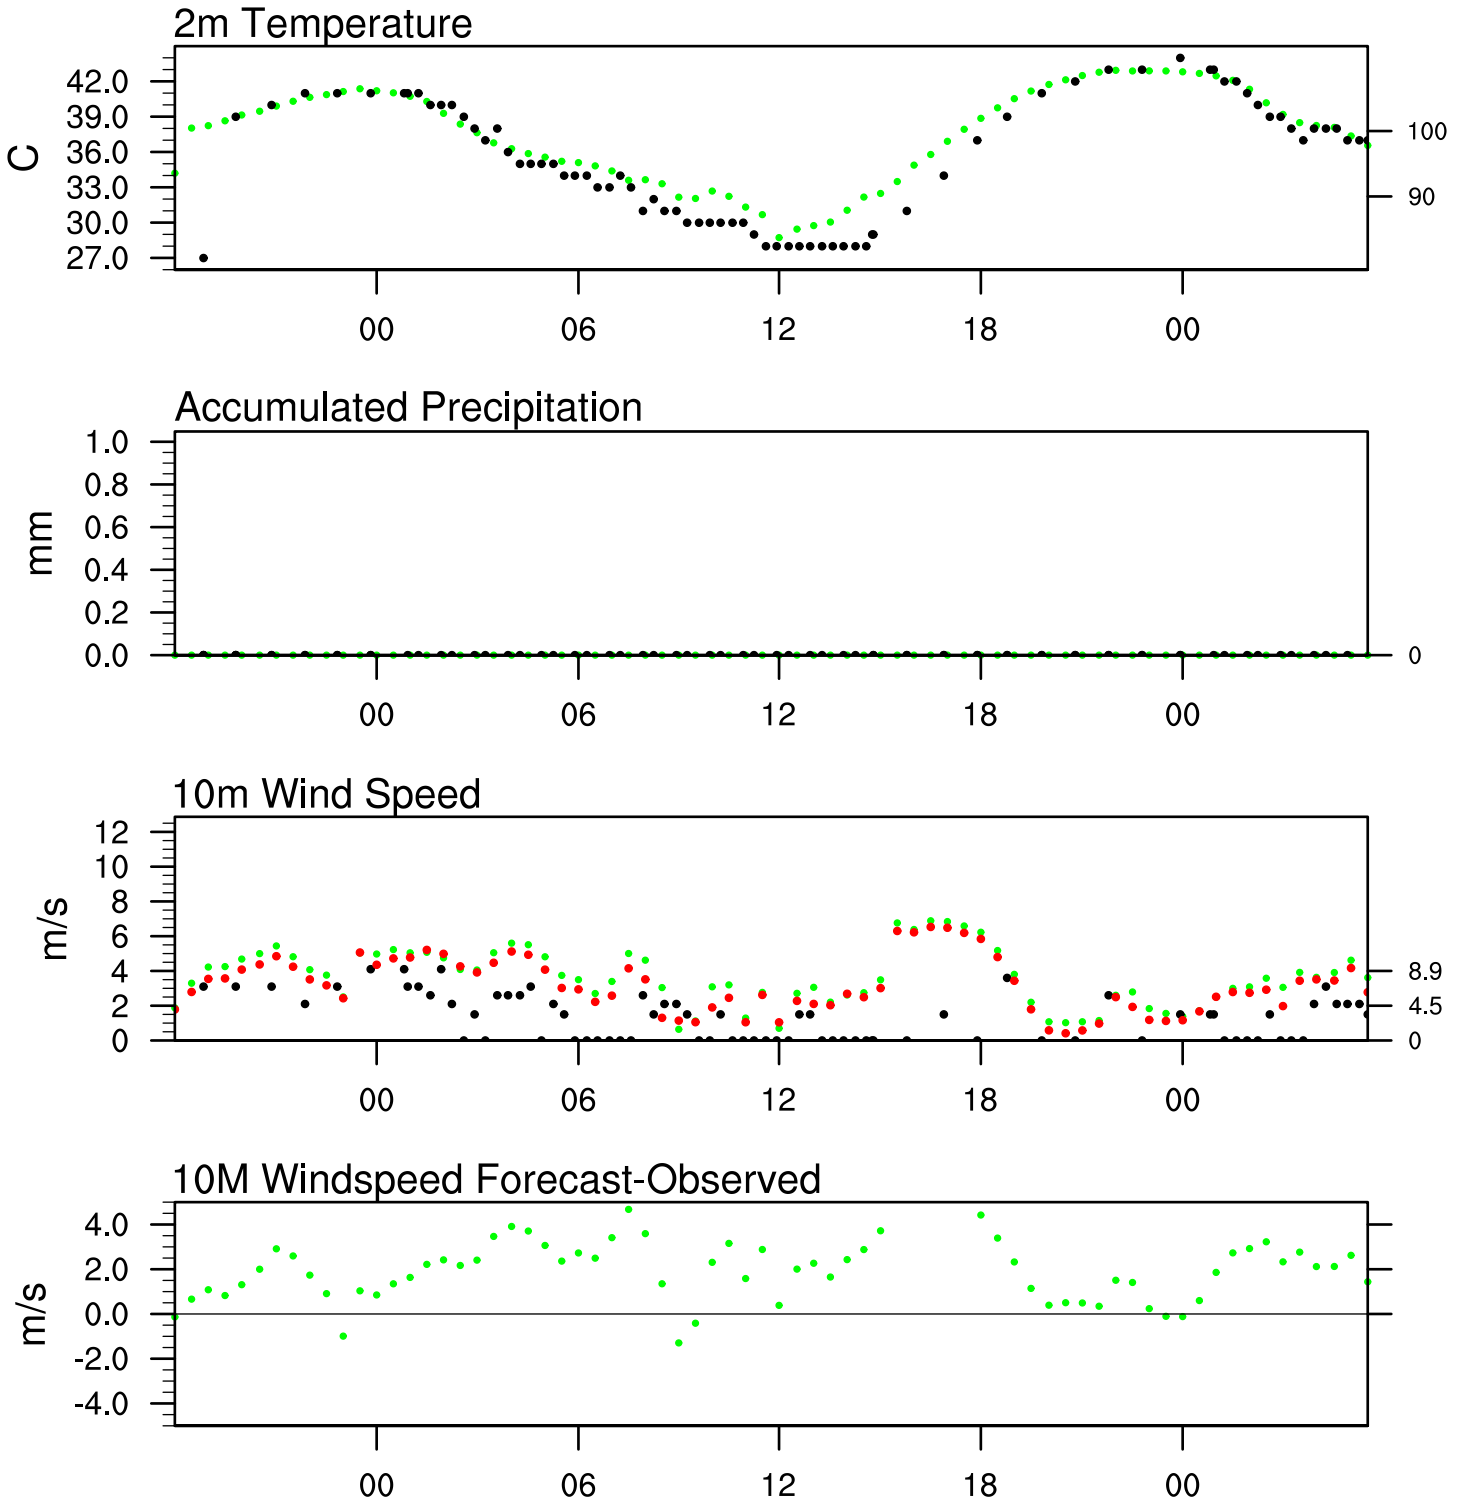 2m Temperature
42.0
39.0
36.0
33.0
30.0
27.0
C
100
90
00 06 12 18 00
Accumulated Precipitation
1.0
0.8
0.6
0.4
0.2
0.0
mm
0
00 06 12 18 00
10m Wind Speed
12
10
8
6
4
2
0
m/s
8.9
4.5
0
00 06 12 18 00
10M Windspeed Forecast-Observed
4.0
2.0
0.0
-2.0
-4.0
m/s
00 06 12 18 00